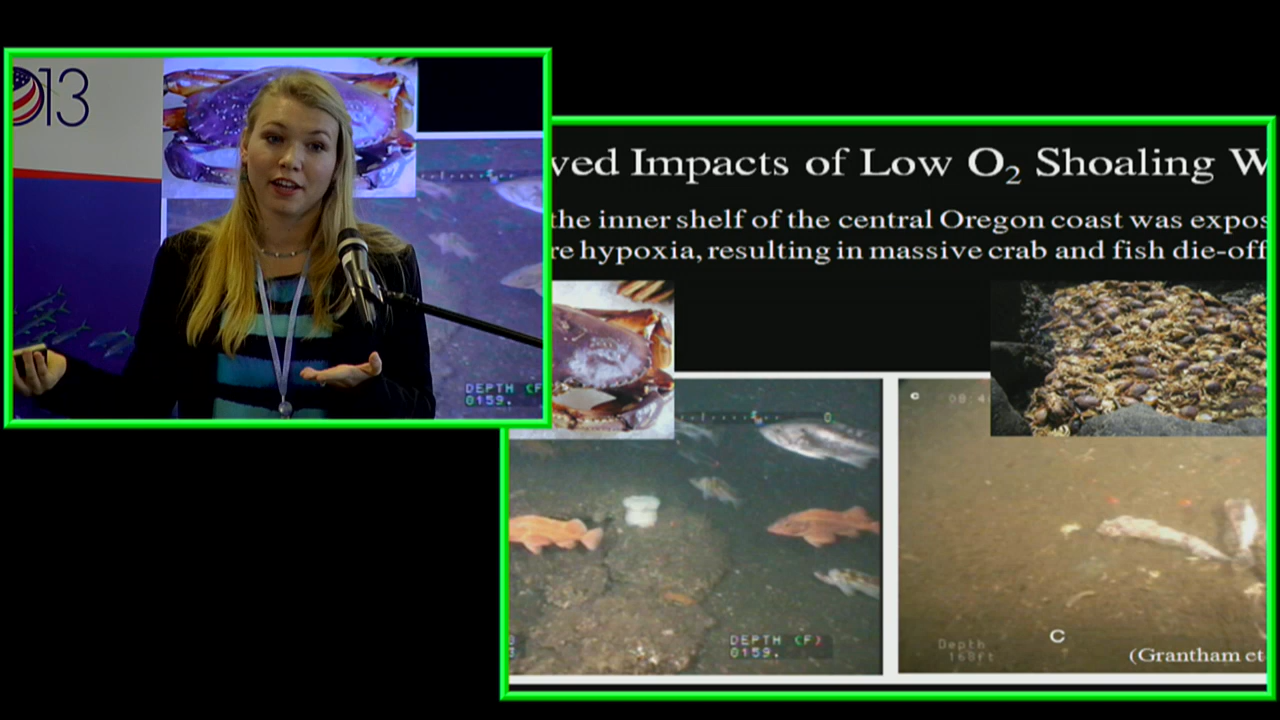 13
DEPTH (F)
0159.
ved Impacts of Low O₂ Shoaling W
the inner shelf of the central Oregon coast was expos
re hypoxia, resulting in massive crab and fish die-off
0
c
DEPTH (F)
0159.
C
Depth
168ft
(Grantham et